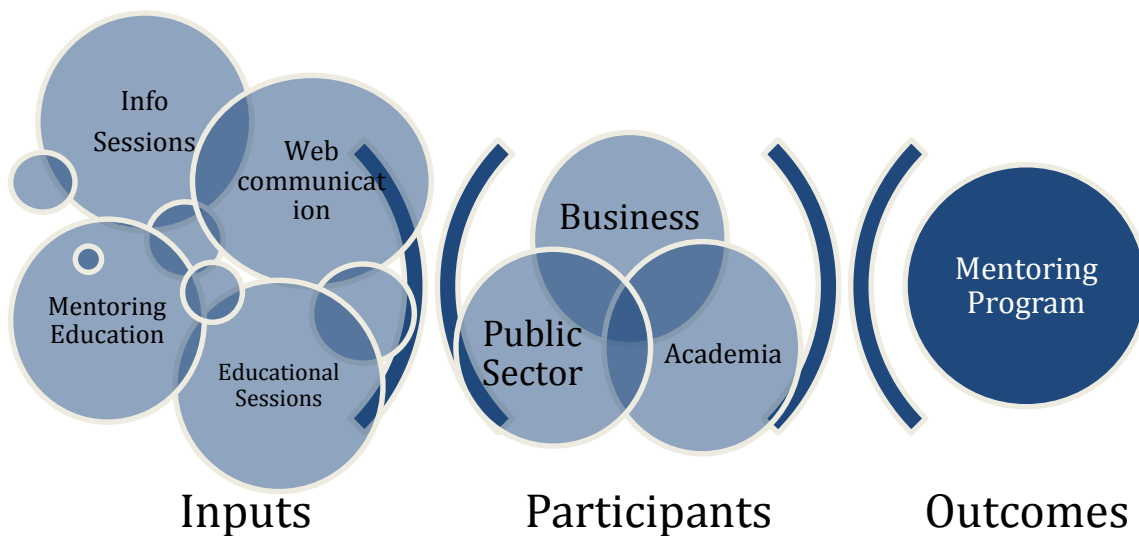 Info
Sessions
Web
communicat
ion
Mentoring
Education
Educational
Sessions
Business
Public
Sector
Academia
Mentoring
Program
Inputs
Participants
Outcomes